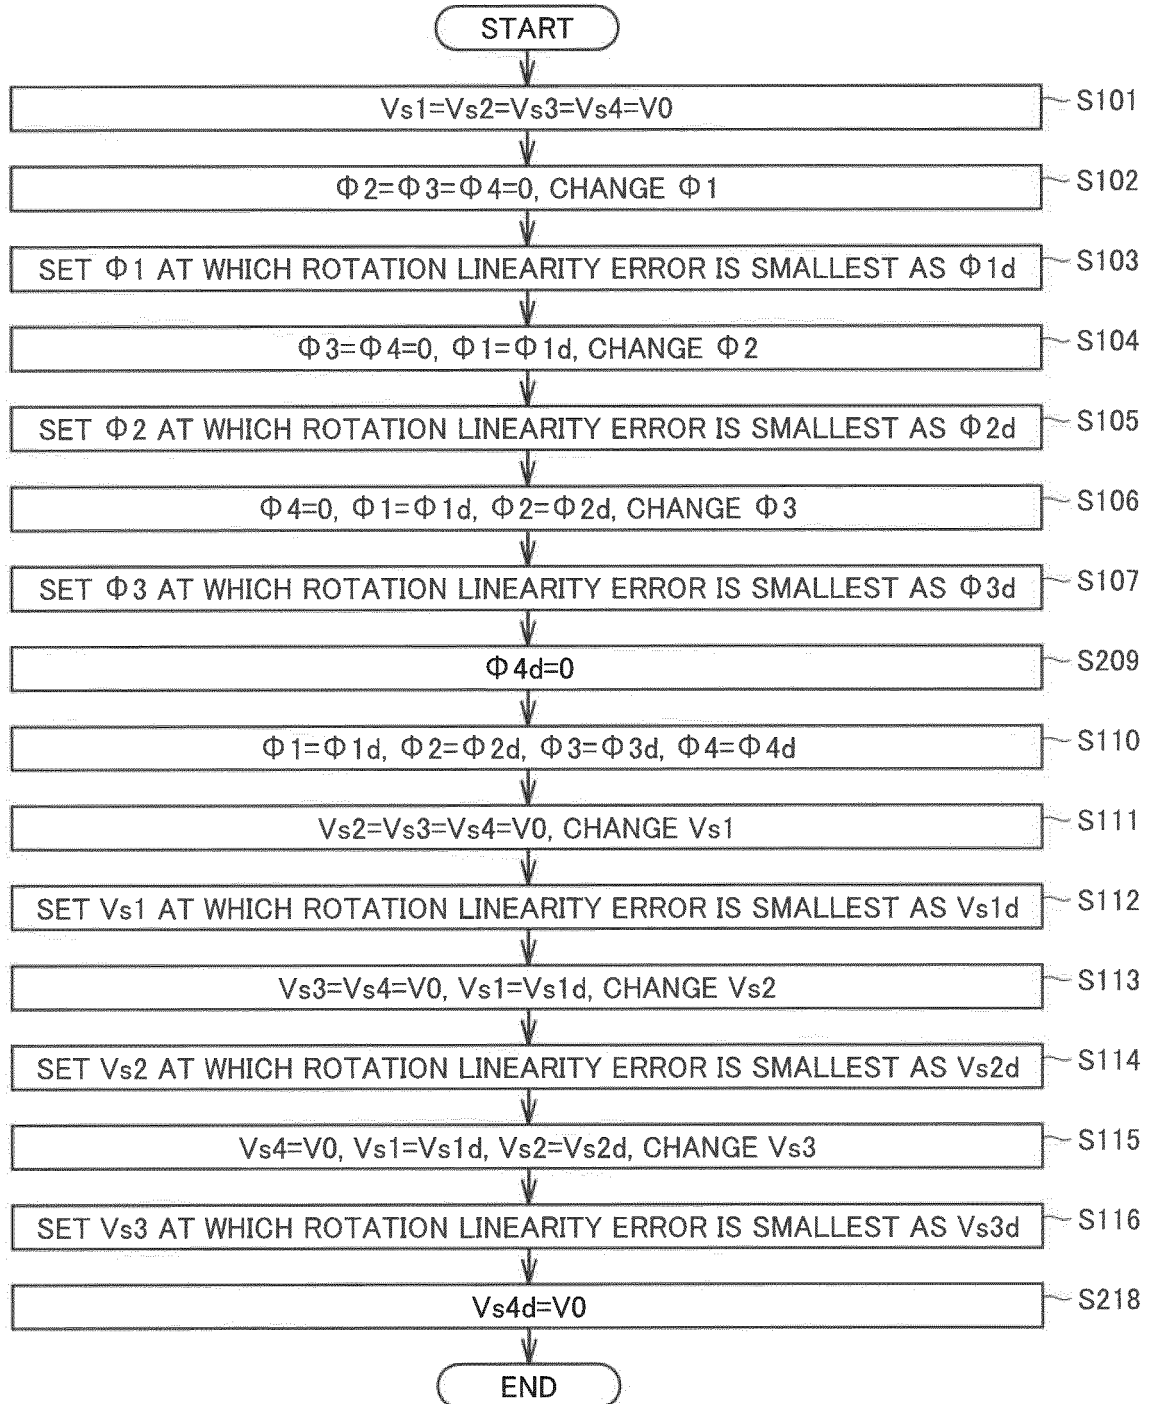 START
Vs1=Vs2=Vs3=Vs4=V0
S101
Φ2=Φ3=Φ4=0, CHANGE Φ1
S102
SET Φ1 AT WHICH ROTATION LINEARITY ERROR IS SMALLEST AS Φ1d
S103
Φ3=Φ4=0, Φ1=Φ1d, CHANGE Φ2
S104
SET Φ2 AT WHICH ROTATION LINEARITY ERROR IS SMALLEST AS Φ2d
S105
Φ4=0, Φ1=Φ1d, Φ2=Φ2d, CHANGE Φ3
S106
SET Φ3 AT WHICH ROTATION LINEARITY ERROR IS SMALLEST AS Φ3d
S107
Φ4d=0
S209
Φ1=Φ1d, Φ2=Φ2d, Φ3=Φ3d, Φ4=Φ4d
S110
Vs2=Vs3=Vs4=V0, CHANGE Vs1
S111
SET Vs1 AT WHICH ROTATION LINEARITY ERROR IS SMALLEST AS Vs1d
S112
Vs3=Vs4=V0, Vs1=Vs1d, CHANGE Vs2
S113
SET Vs2 AT WHICH ROTATION LINEARITY ERROR IS SMALLEST AS Vs2d
S114
Vs4=V0, Vs1=Vs1d, Vs2=Vs2d, CHANGE Vs3
S115
SET Vs3 AT WHICH ROTATION LINEARITY ERROR IS SMALLEST AS Vs3d
S116
Vs4d=V0
S218
END